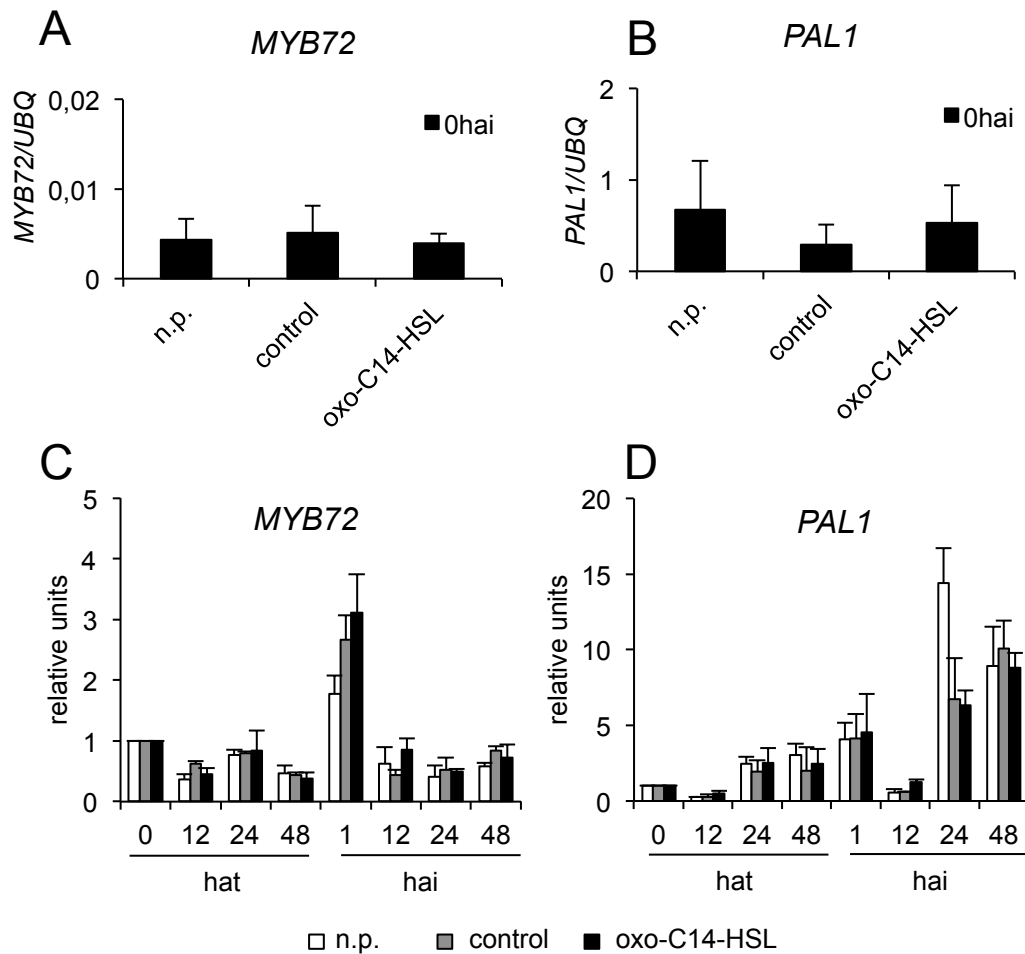 A
MYB72
MYB72/UBQ
0,02
0,01
0
0hai
n.p.
control
oxo-C14-HSL
B
PAL1
PAL1/UBQ
2
1
0
0hai
n.p.
control
oxo-C14-HSL
C
MYB72
relative units
5
4
3
2
1
0
0 12 24 48 1 12 24 48
hat hai
D
PAL1
relative units
20
15
10
5
0
0 12 24 48 1 12 24 48
hat hai
n.p. control oxo-C14-HSL